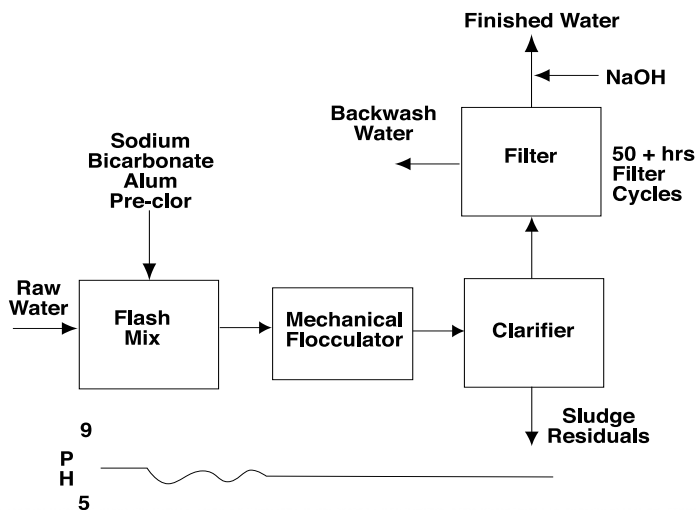 Finished Water
NaOH
Backwash
Water
Filter
50 + hrs
Filter
Cycles
Sodium
Bicarbonate
Alum
Pre-clor
Raw
Water
Flash
Mix
Mechanical
Flocculator
Clarifier
Sludge
Residuals
9
P
H
5